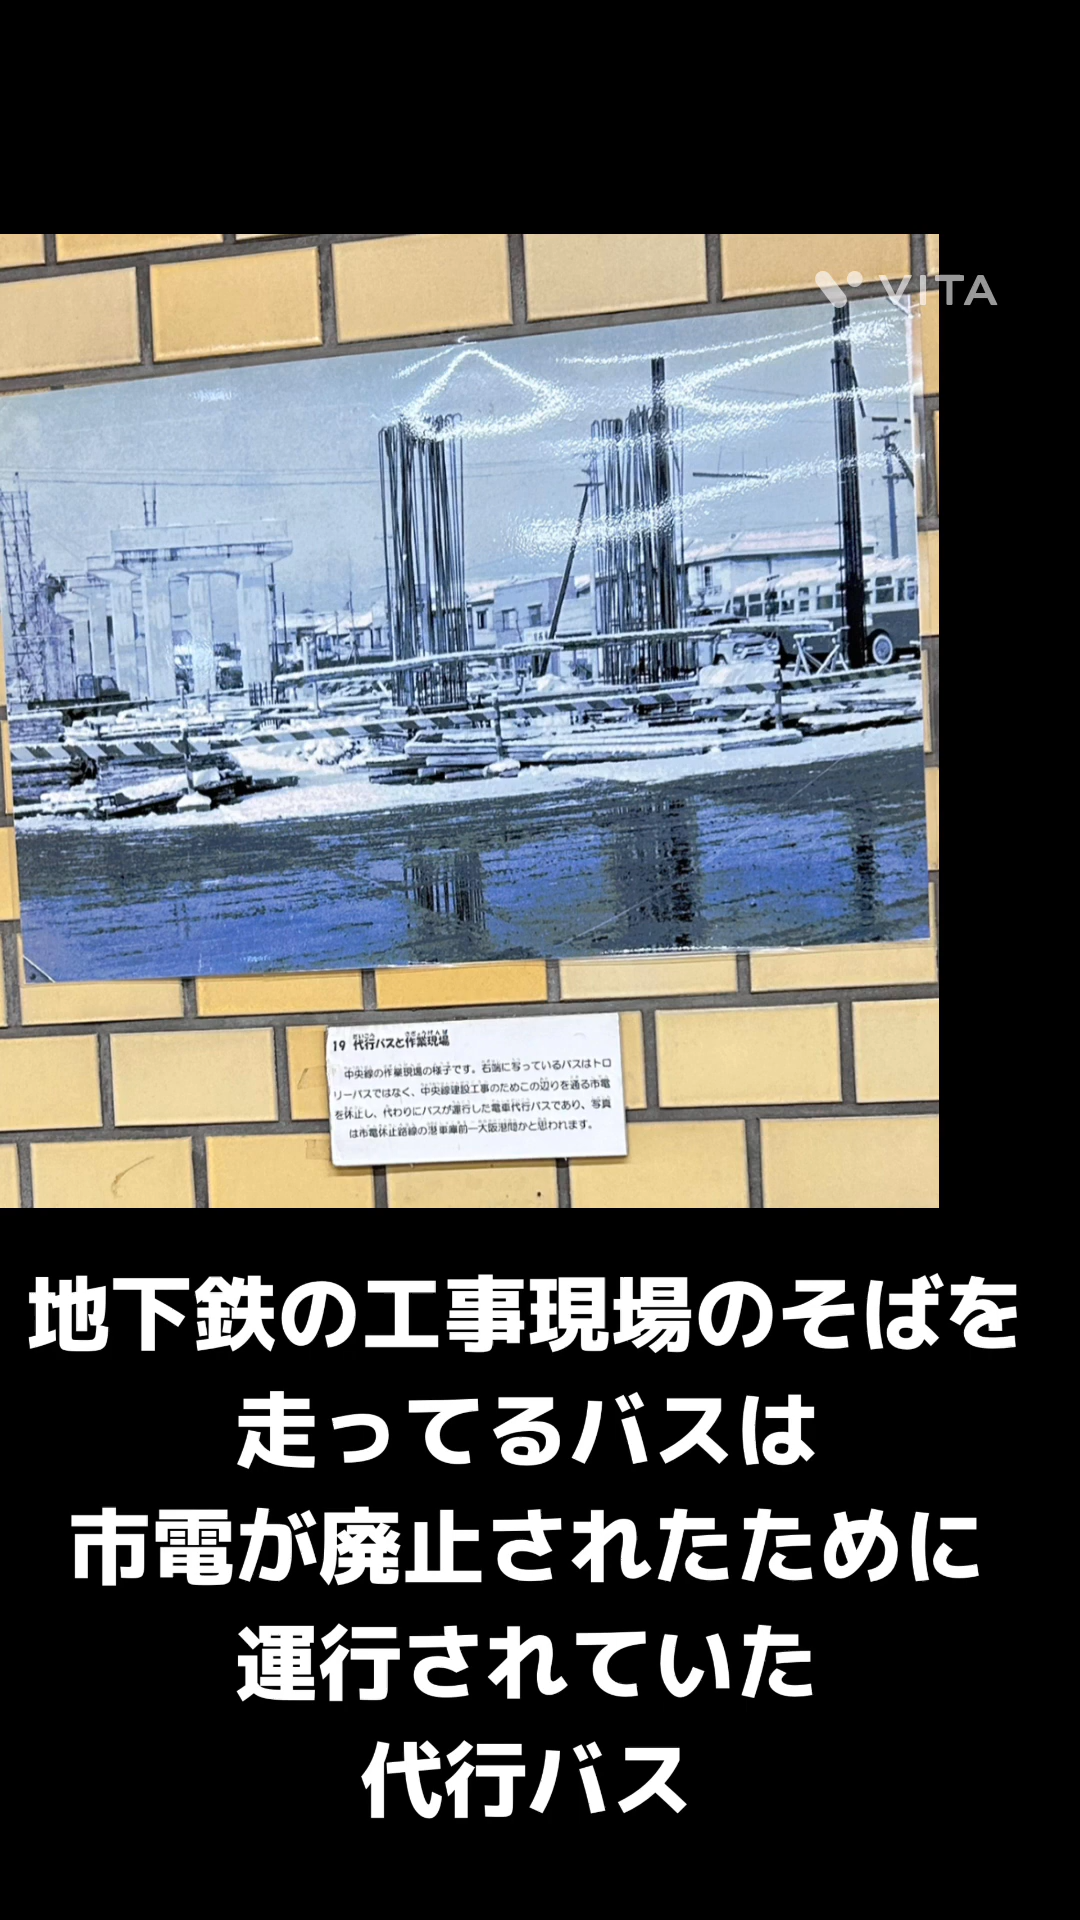 VITA
19 代行バスと作業現場
中央線の作業現場の様子です。右端に写っているバスはトロ
リーバスではなく、中央線建設工事のためこの辺りを通る市電
を休止し、代わりにバスが運行した電車代行バスであり、写真
は市電休止路線の港車庫前ー大阪港間かと思われます。
地下鉄の工事現場のそばを
走ってるバスは
市電が廃止されたために
運行されていた
代行バス